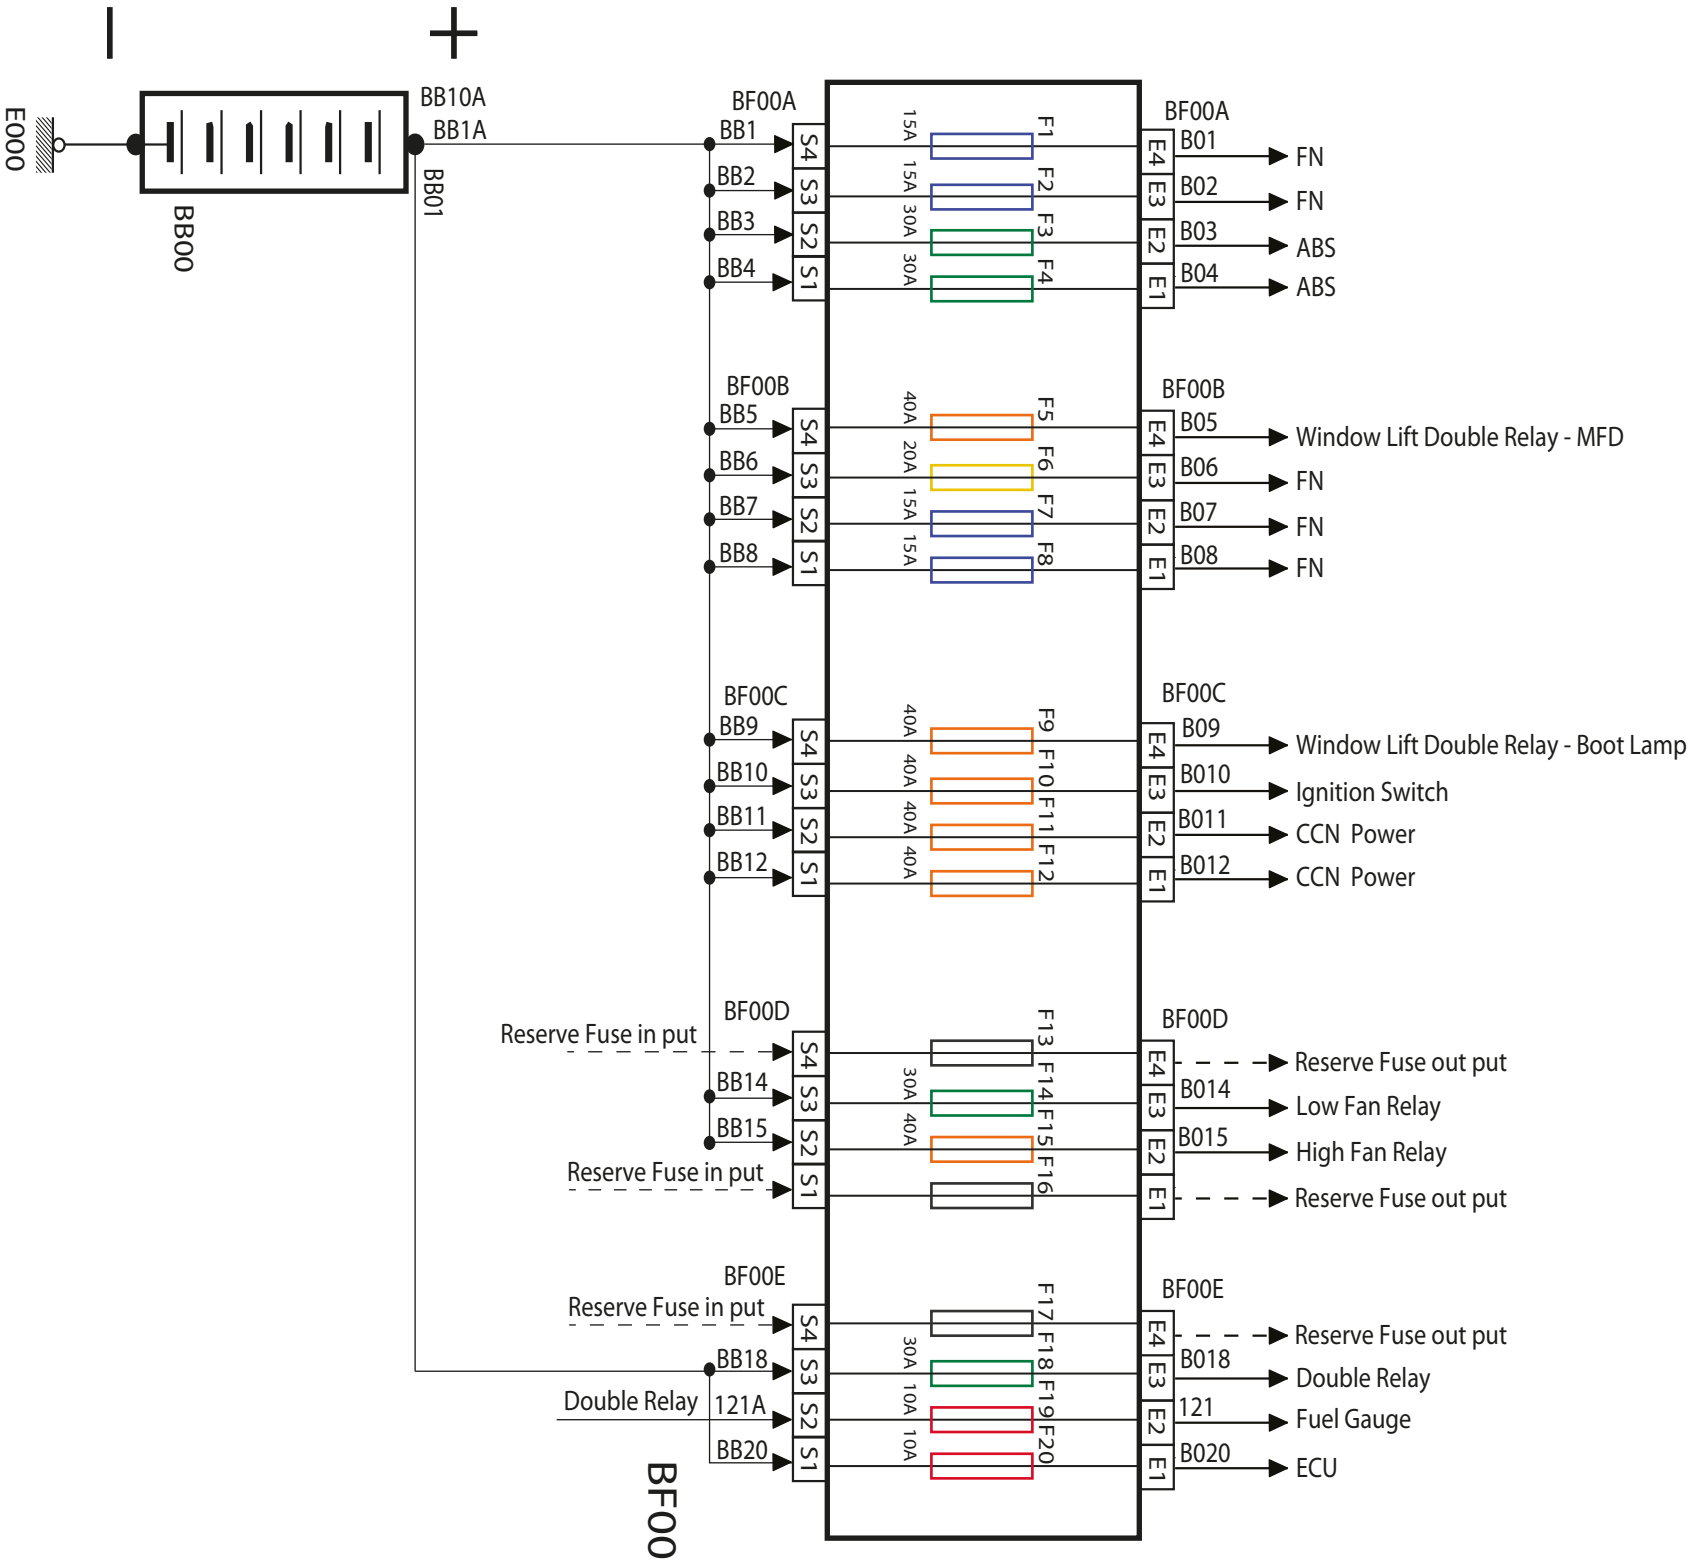 – +
E000
BB00
BB10A
BB1A
BB01
BF00A
BB1 S4 15A F1 E4 B01 FN
BB2 S3 15A F2 E3 B02 FN
BB3 S2 30A F3 E2 B03 ABS
BB4 S1 30A F4 E1 B04 ABS
BF00A
BF00B
BB5 S4 40A F5 E4 B05 Window Lift Double Relay - MFD
BB6 S3 20A F6 E3 B06 FN
BB7 S2 15A F7 E2 B07 FN
BB8 S1 15A F8 E1 B08 FN
BF00B
BF00C
BB9 S4 40A F9 E4 B09 Window Lift Double Relay - Boot Lamp
BB10 S3 40A F10 E3 B010 Ignition Switch
BB11 S2 40A F11 E2 B011 CCN Power
BB12 S1 40A F12 E1 B012 CCN Power
BF00C
BF00D
Reserve Fuse in put S4 F13 E4 Reserve Fuse out put
BB14 S3 30A F14 E3 B014 Low Fan Relay
BB15 S2 40A F15 E2 B015 High Fan Relay
Reserve Fuse in put S1 F16 E1 Reserve Fuse out put
BF00D
BF00E
Reserve Fuse in put S4 F17 E4 Reserve Fuse out put
BB18 S3 30A F18 E3 B018 Double Relay
Double Relay 121A S2 10A F19 E2 121 Fuel Gauge
BB20 S1 10A F20 E1 B020 ECU
BF00E
BF00